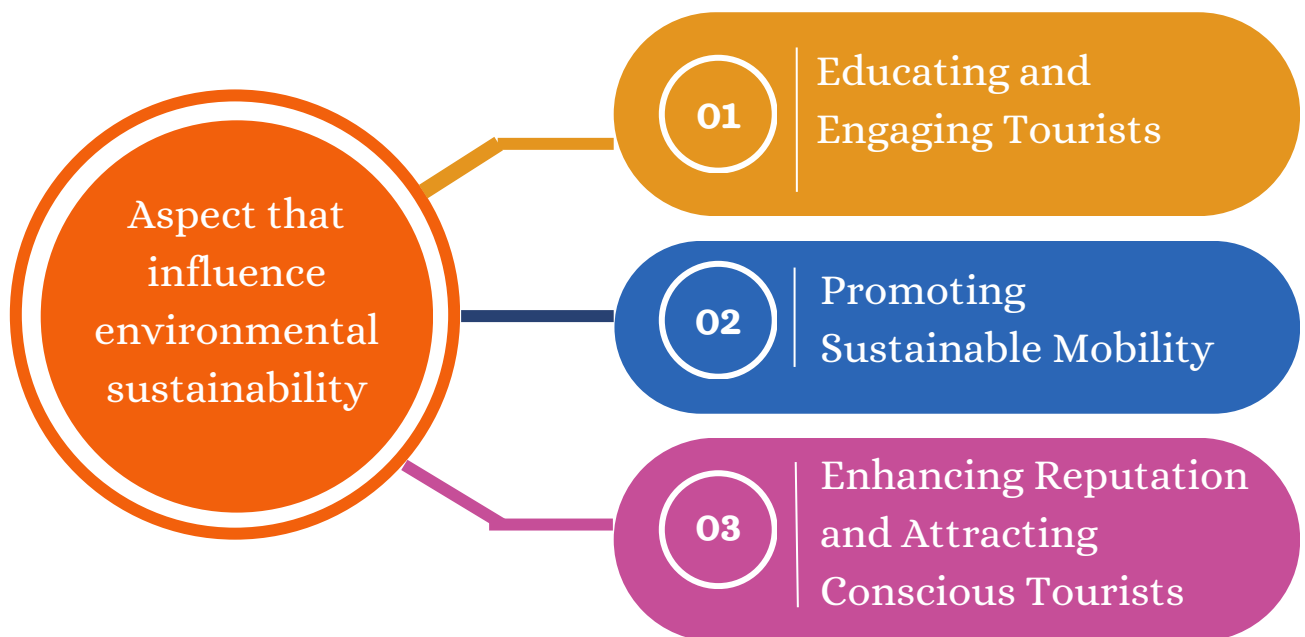 Aspect that
influence
environmental
sustainability
01
Educating and
Engaging Tourists
02
Promoting
Sustainable Mobility
03
Enhancing Reputation
and Attracting
Conscious Tourists